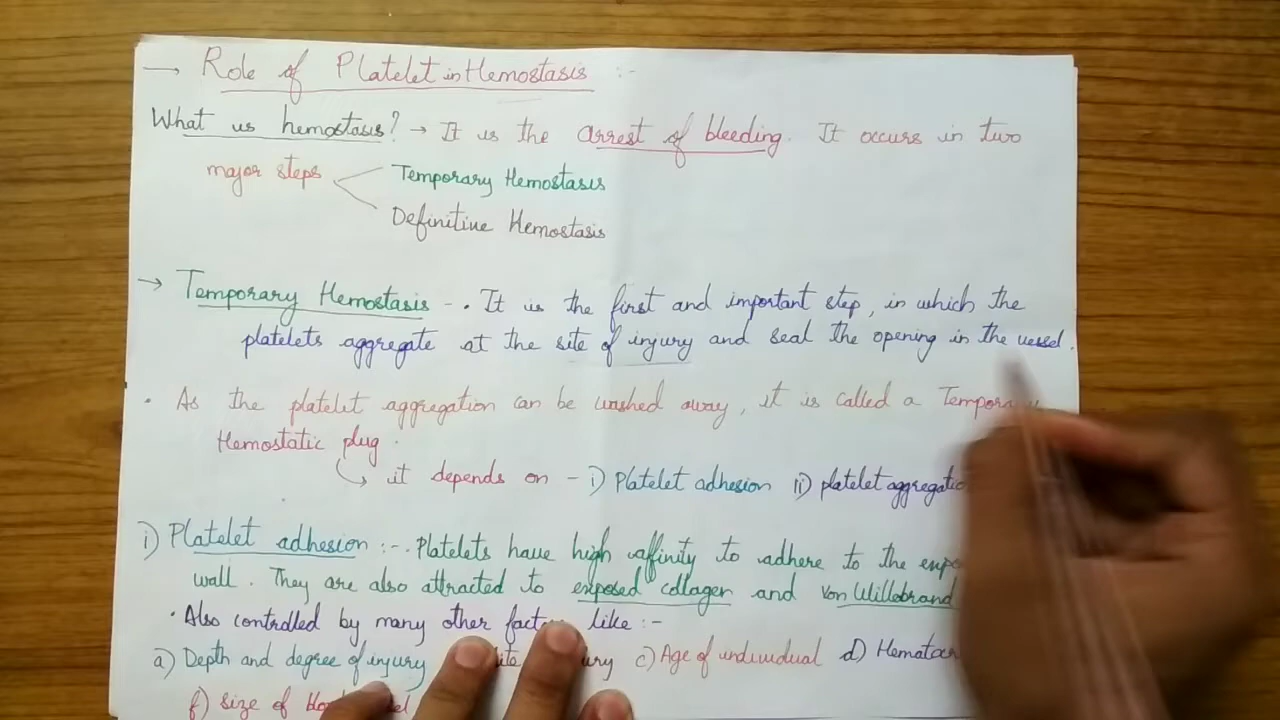 → Role of Platelet in Hemostasis :-
What is hemostasis? → It is the arrest of bleeding. It occurs in two
major steps
Temporary Hemostasis
Definitive Hemostasis
→ Temporary Hemostasis - • It is the first and important step, in which the
platelets aggregate at the site of injury and seal the opening in the vessel.
• As the platelet aggregation can be washed away, it is called a
Hemostatic plug.
↳ it depends on - i) Platelet adhesion ii) platelet
i) Platelet adhesion :- • Platelets have high affinity to adhere to the
wall. They are also attracted to exposed collagen and Von Willebrand
• Also controlled by many other like :-
a) Depth and degree of injury c) Age of individual d)
f) size of